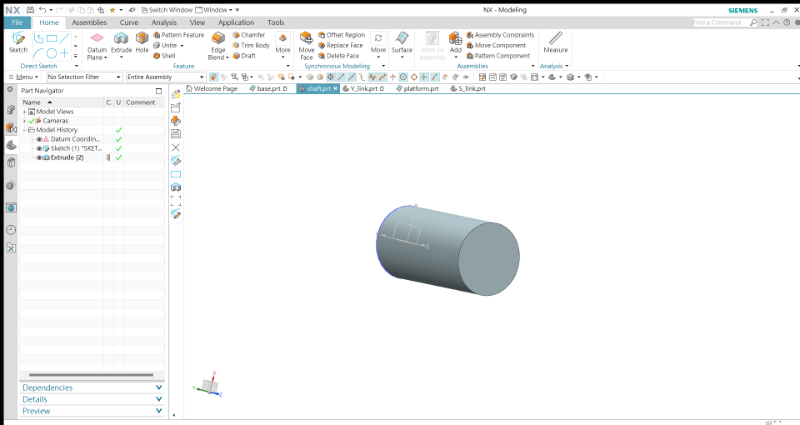 NX
Switch Window
Window
NX - Modeling
SIEMENS
File
Home
Assemblies
Curve
Analysis
View
Application
Tools
Find a Command
Sketch
Direct Sketch
Datum
Plane
Extrude
Hole
Pattern Feature
Unite
Shell
Edge
Blend
Chamfer
Trim Body
Draft
More
Feature
Move
Face
Offset Region
Replace Face
Delete Face
More
Synchronous Modeling
Surface
Work on
Assembly
Add
Assembly Constraints
Move Component
Pattern Component
Assemblies
Measure
Analysis
Menu
No Selection Filter
Entire Assembly
Part Navigator
Welcome Page
base.prt
shaft.prt
Y_link.prt
platform.prt
S_link.prt
Name
C
U
Comment
Model Views
Cameras
Model History
Datum Coordin...
Sketch (1) "SKET...
Extrude (2)
Dependencies
Details
Preview